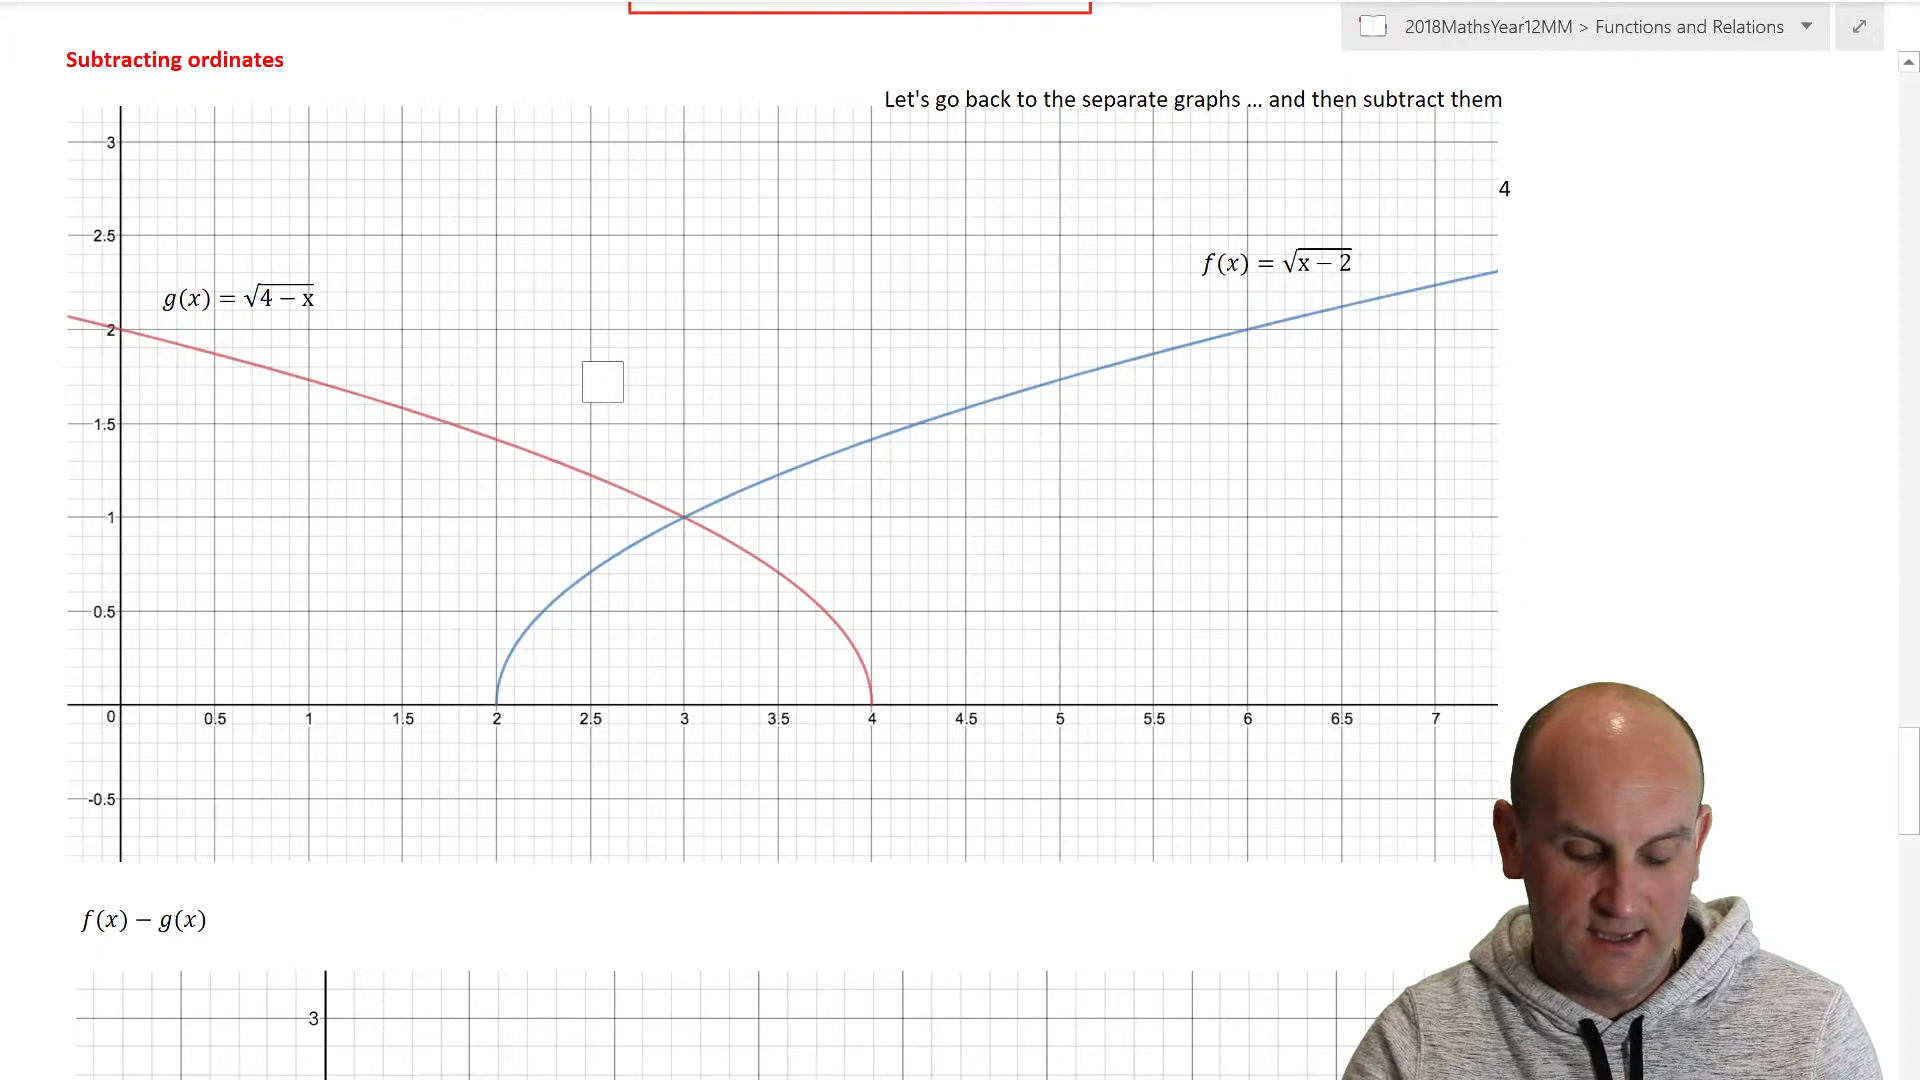 2018MathsYear12MM > Functions and Relations
Subtracting ordinates
Let's go back to the separate graphs ... and then subtract them
3
4
2.5
f(x) = √x − 2
g(x) = √4 − x
2
1.5
1
0.5
0 0.5 1 1.5 2 2.5 3 3.5 4 4.5 5 5.5 6 6.5 7
-0.5
f(x) − g(x)
3